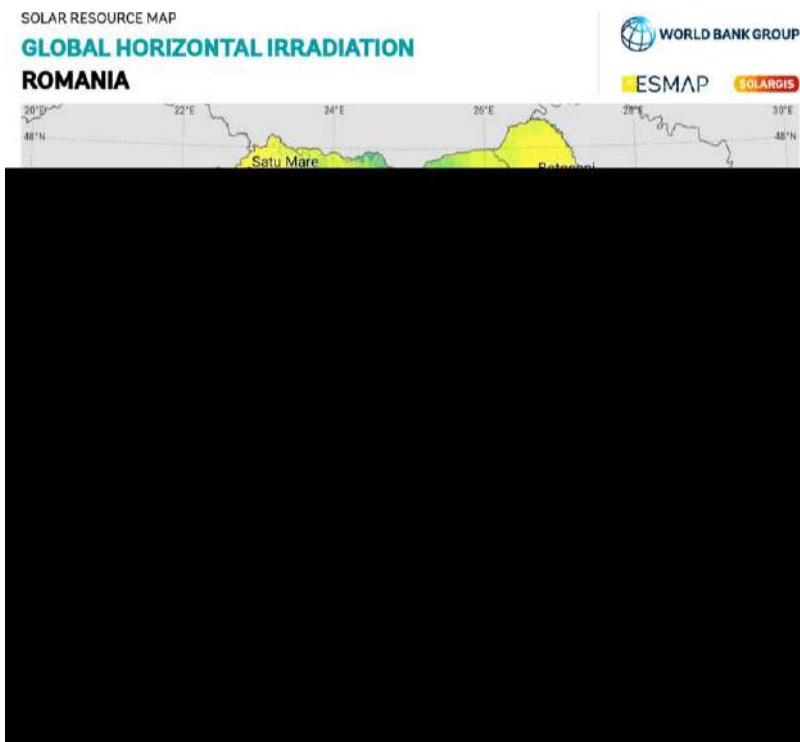 SOLAR RESOURCE MAP
GLOBAL HORIZONTAL IRRADIATION
ROMANIA
WORLD BANK GROUP
ESMAP
SOLARGIS
20°E 22°E 24°E 26°E 28°E 30°E
48°N 48°N
Satu Mare
Botoșani